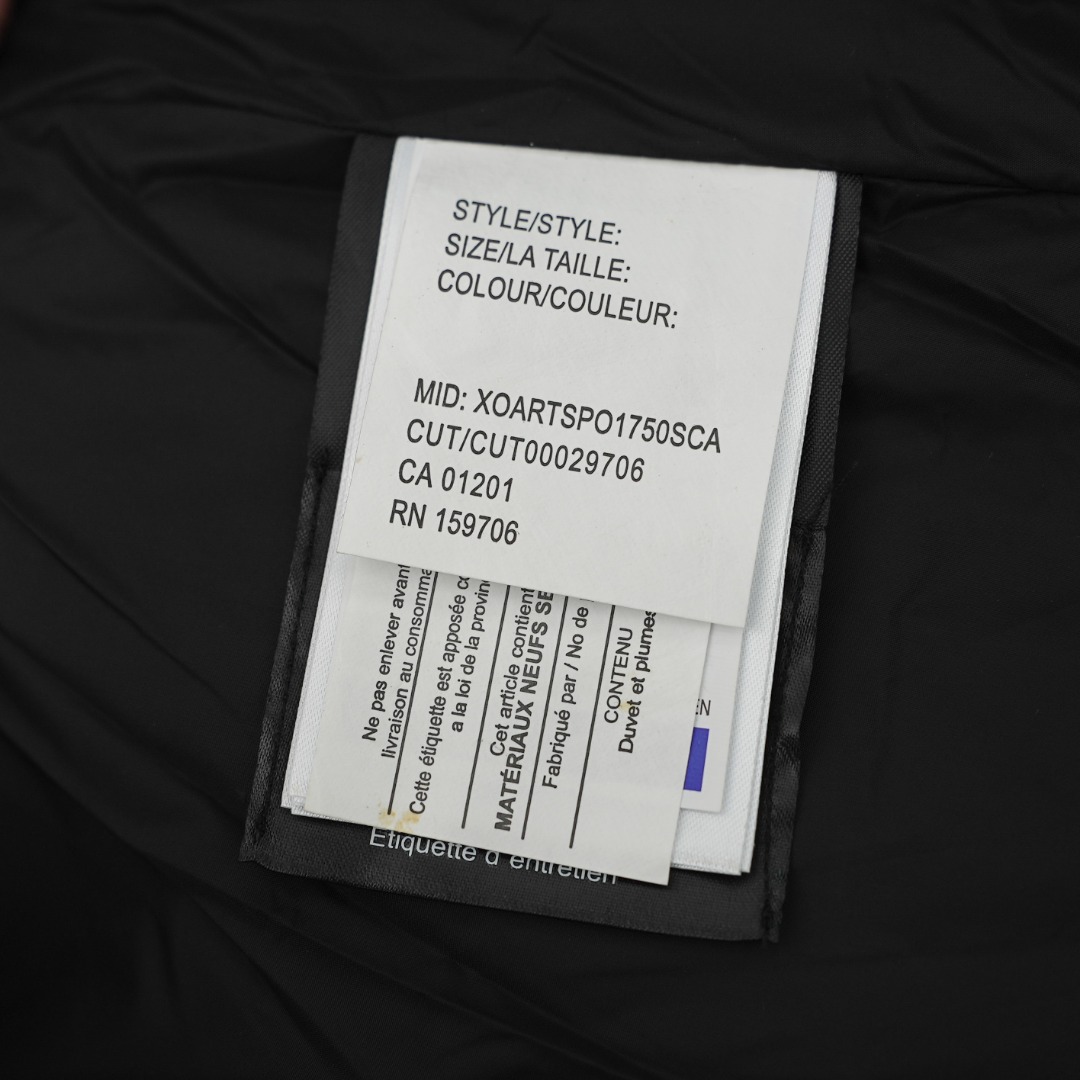 STYLE/STYLE:
SIZE/LA TAILLE:
COLOUR/COULEUR:
MID: XOARTSPO1750SCA
CUT/CUT00029706
CA 01201
RN 159706
Ne pas enlever avant
livraison au consomma
Cette étiquette est apposée co
a la loi de la provin
Cet article contient
MATÉRIAUX NEUFS SE
Fabriqué par / No de
CONTENU
Duvet et plumes
EN
Étiquette d'entretien